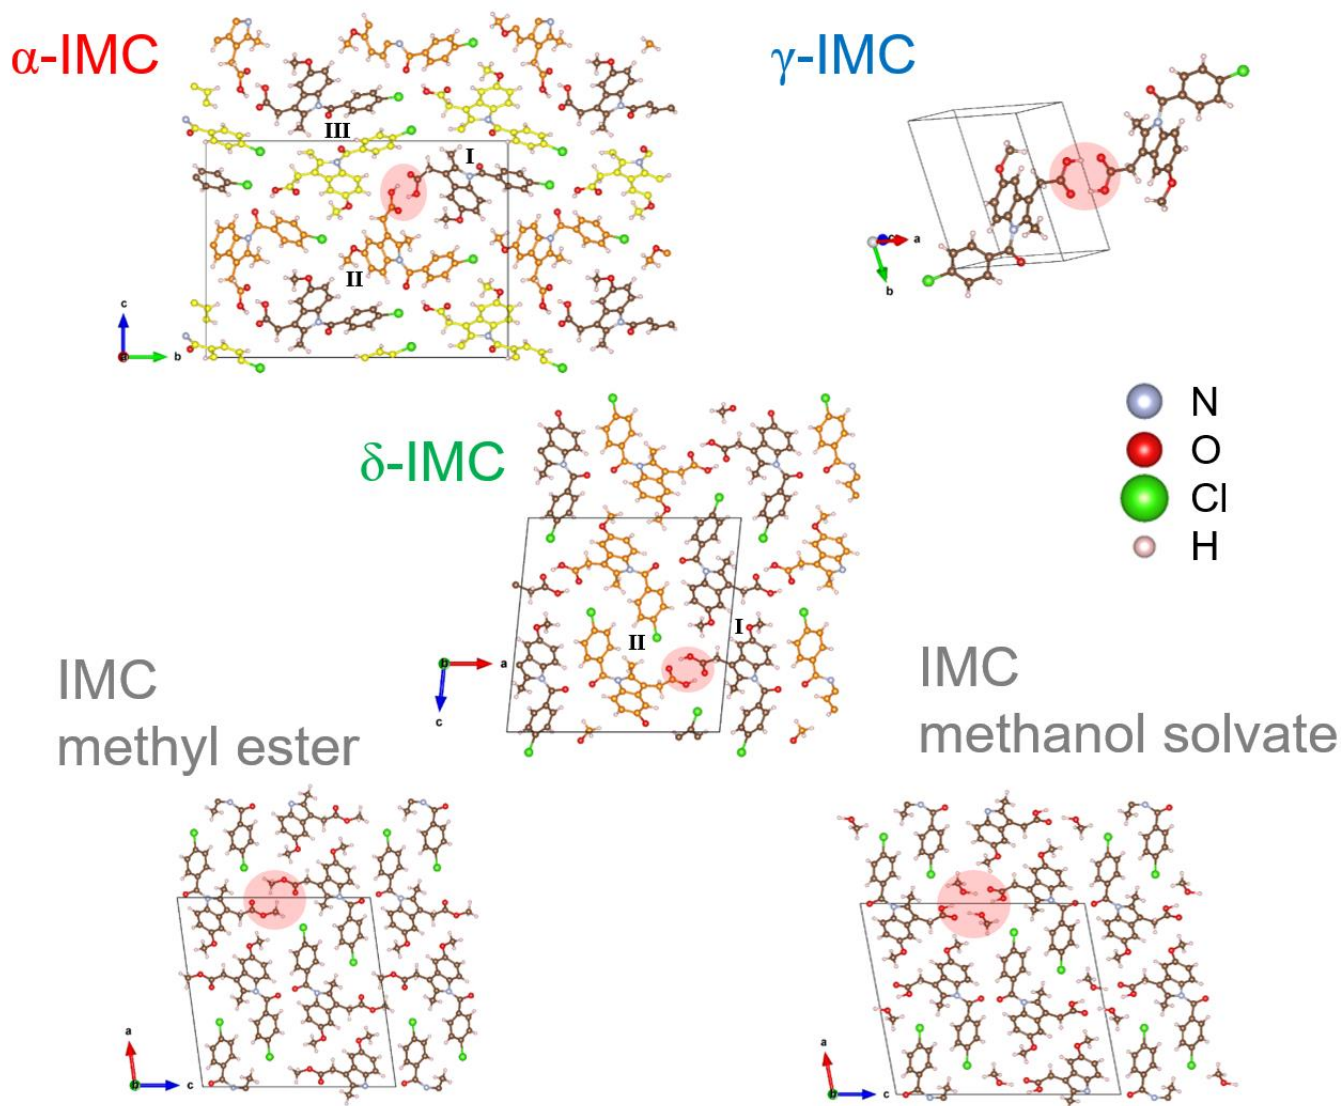 α-IMC
γ-IMC
III
I
II
c
b
c
a
b
N
O
Cl
H
δ-IMC
I
II
b
a
c
IMC
methyl ester
IMC
methanol solvate
a
b
c
a
b
c